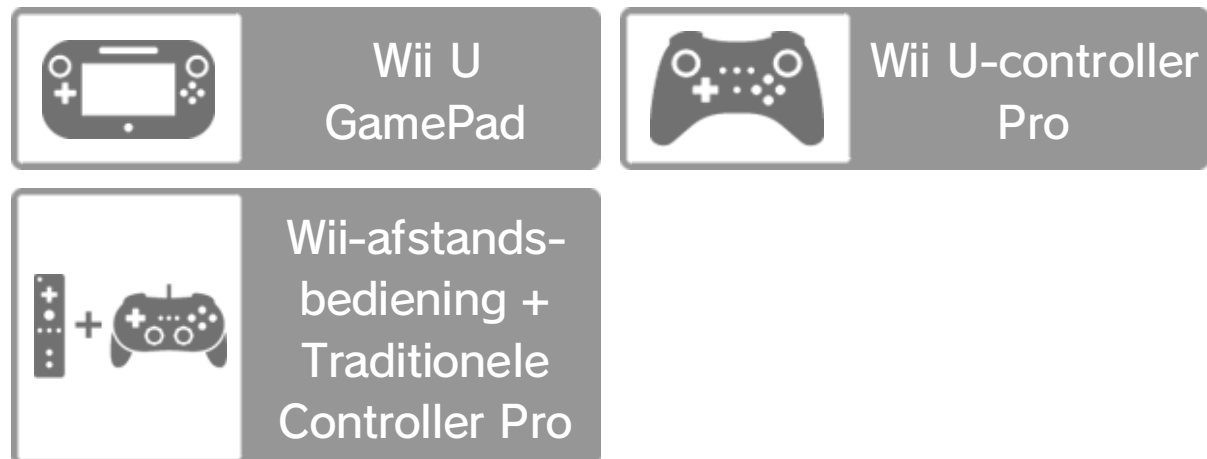 Wii U
GamePad
Wii U-controller
Pro
Wii-afstands-
bediening +
Traditionele
Controller Pro